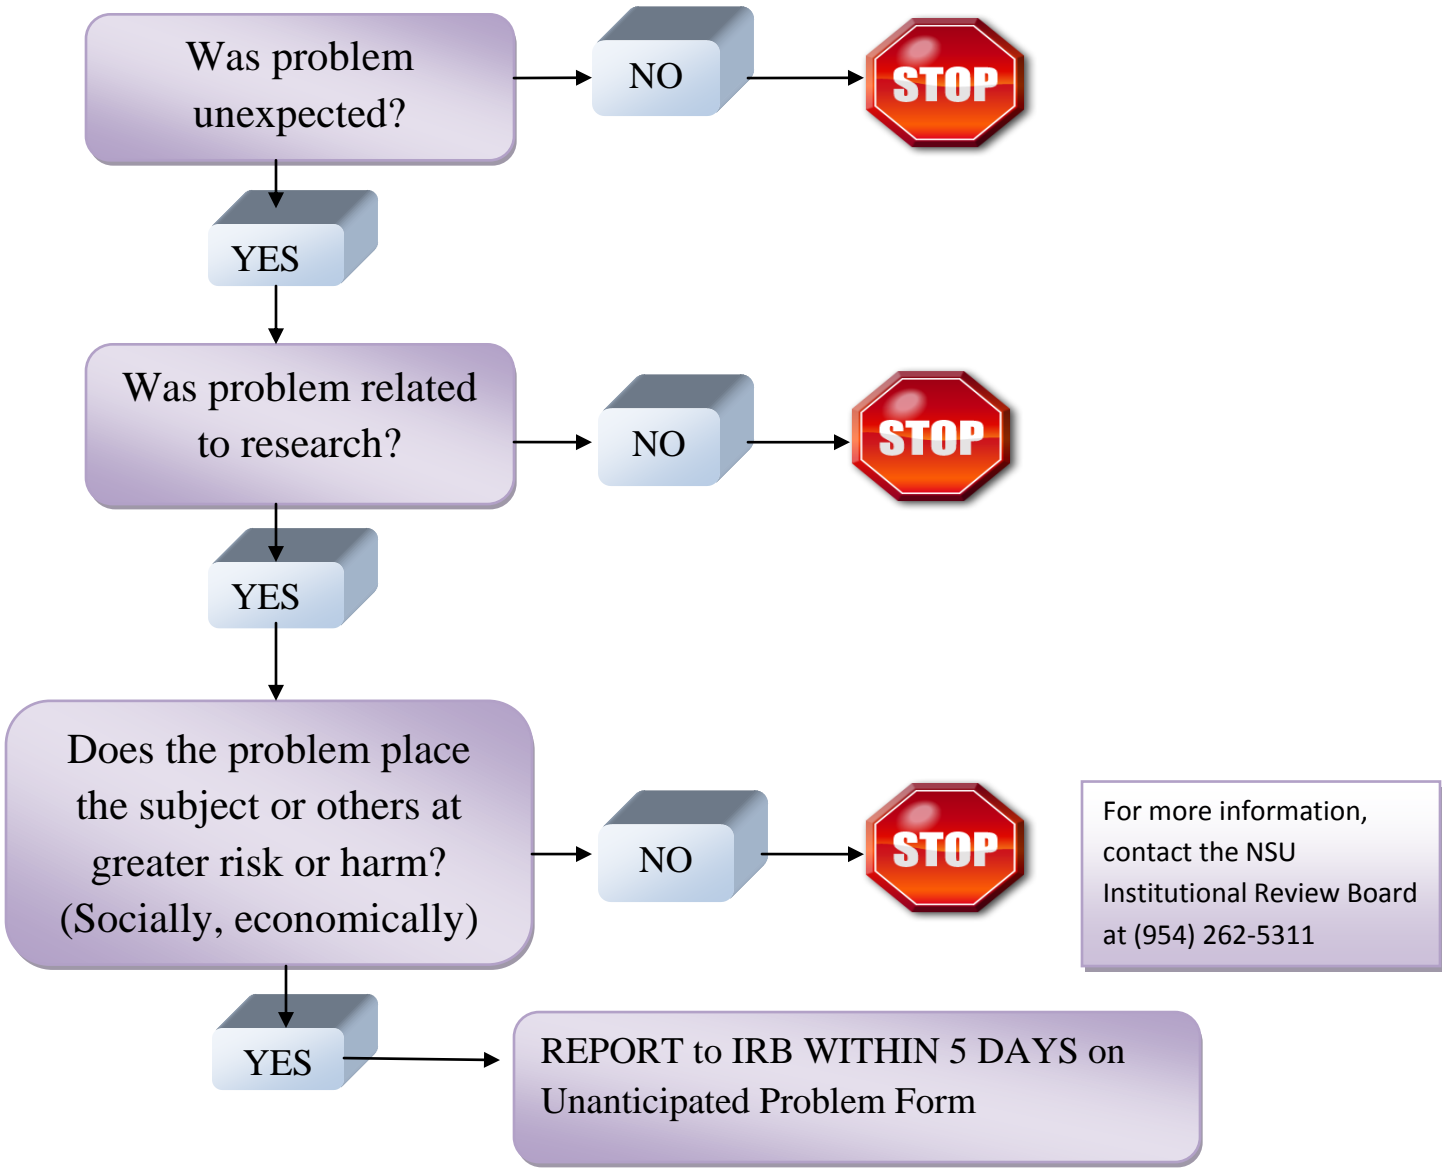 Was problem
unexpected?
NO
STOP
YES
Was problem related
to research?
NO
STOP
YES
Does the problem place
the subject or others at
greater risk or harm?
(Socially, economically)
NO
STOP
For more information,
contact the NSU
Institutional Review Board
at (954) 262-5311
YES
REPORT to IRB WITHIN 5 DAYS on
Unanticipated Problem Form